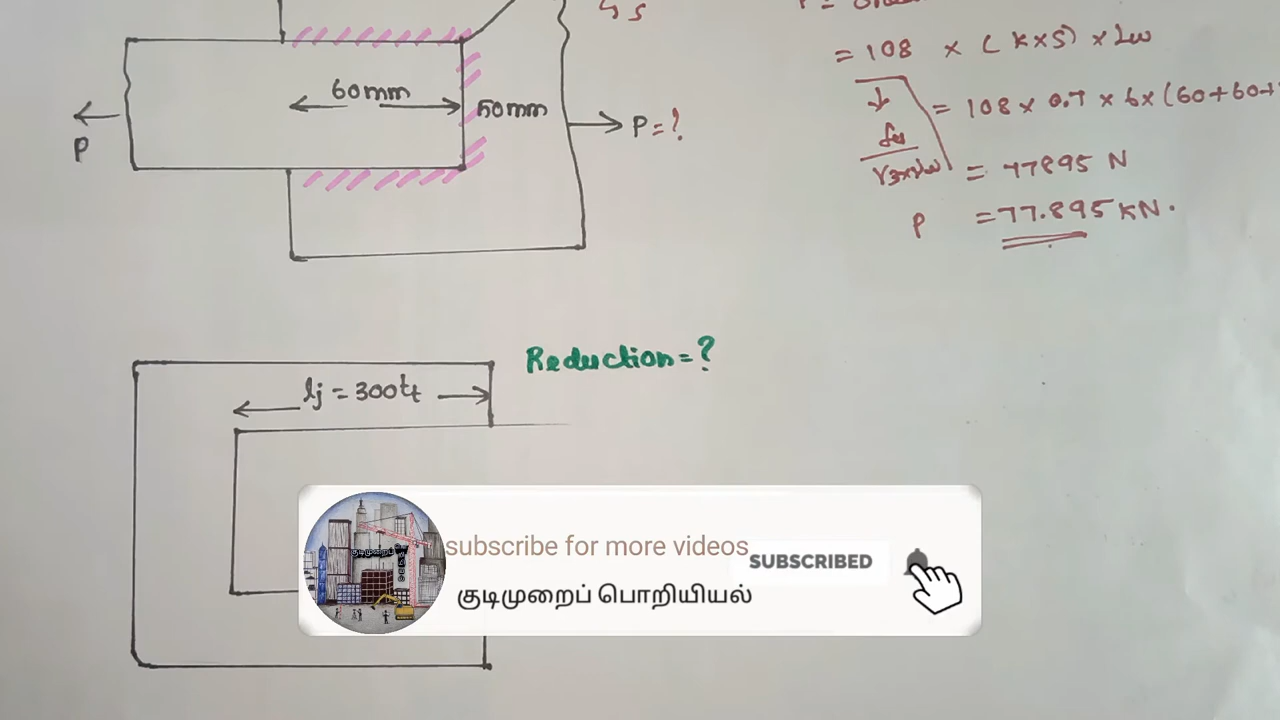 = 108 × ( K×S) × Lw
60mm
50mm
P
P=?
= 108 × 0.7 × 6×(60+60+
= 77895 N
P = 77.895 KN.
Reduction=?
lj = 300tt
subscribe for more videos
SUBSCRIBED
குடிமுறைப் பொறியியல்